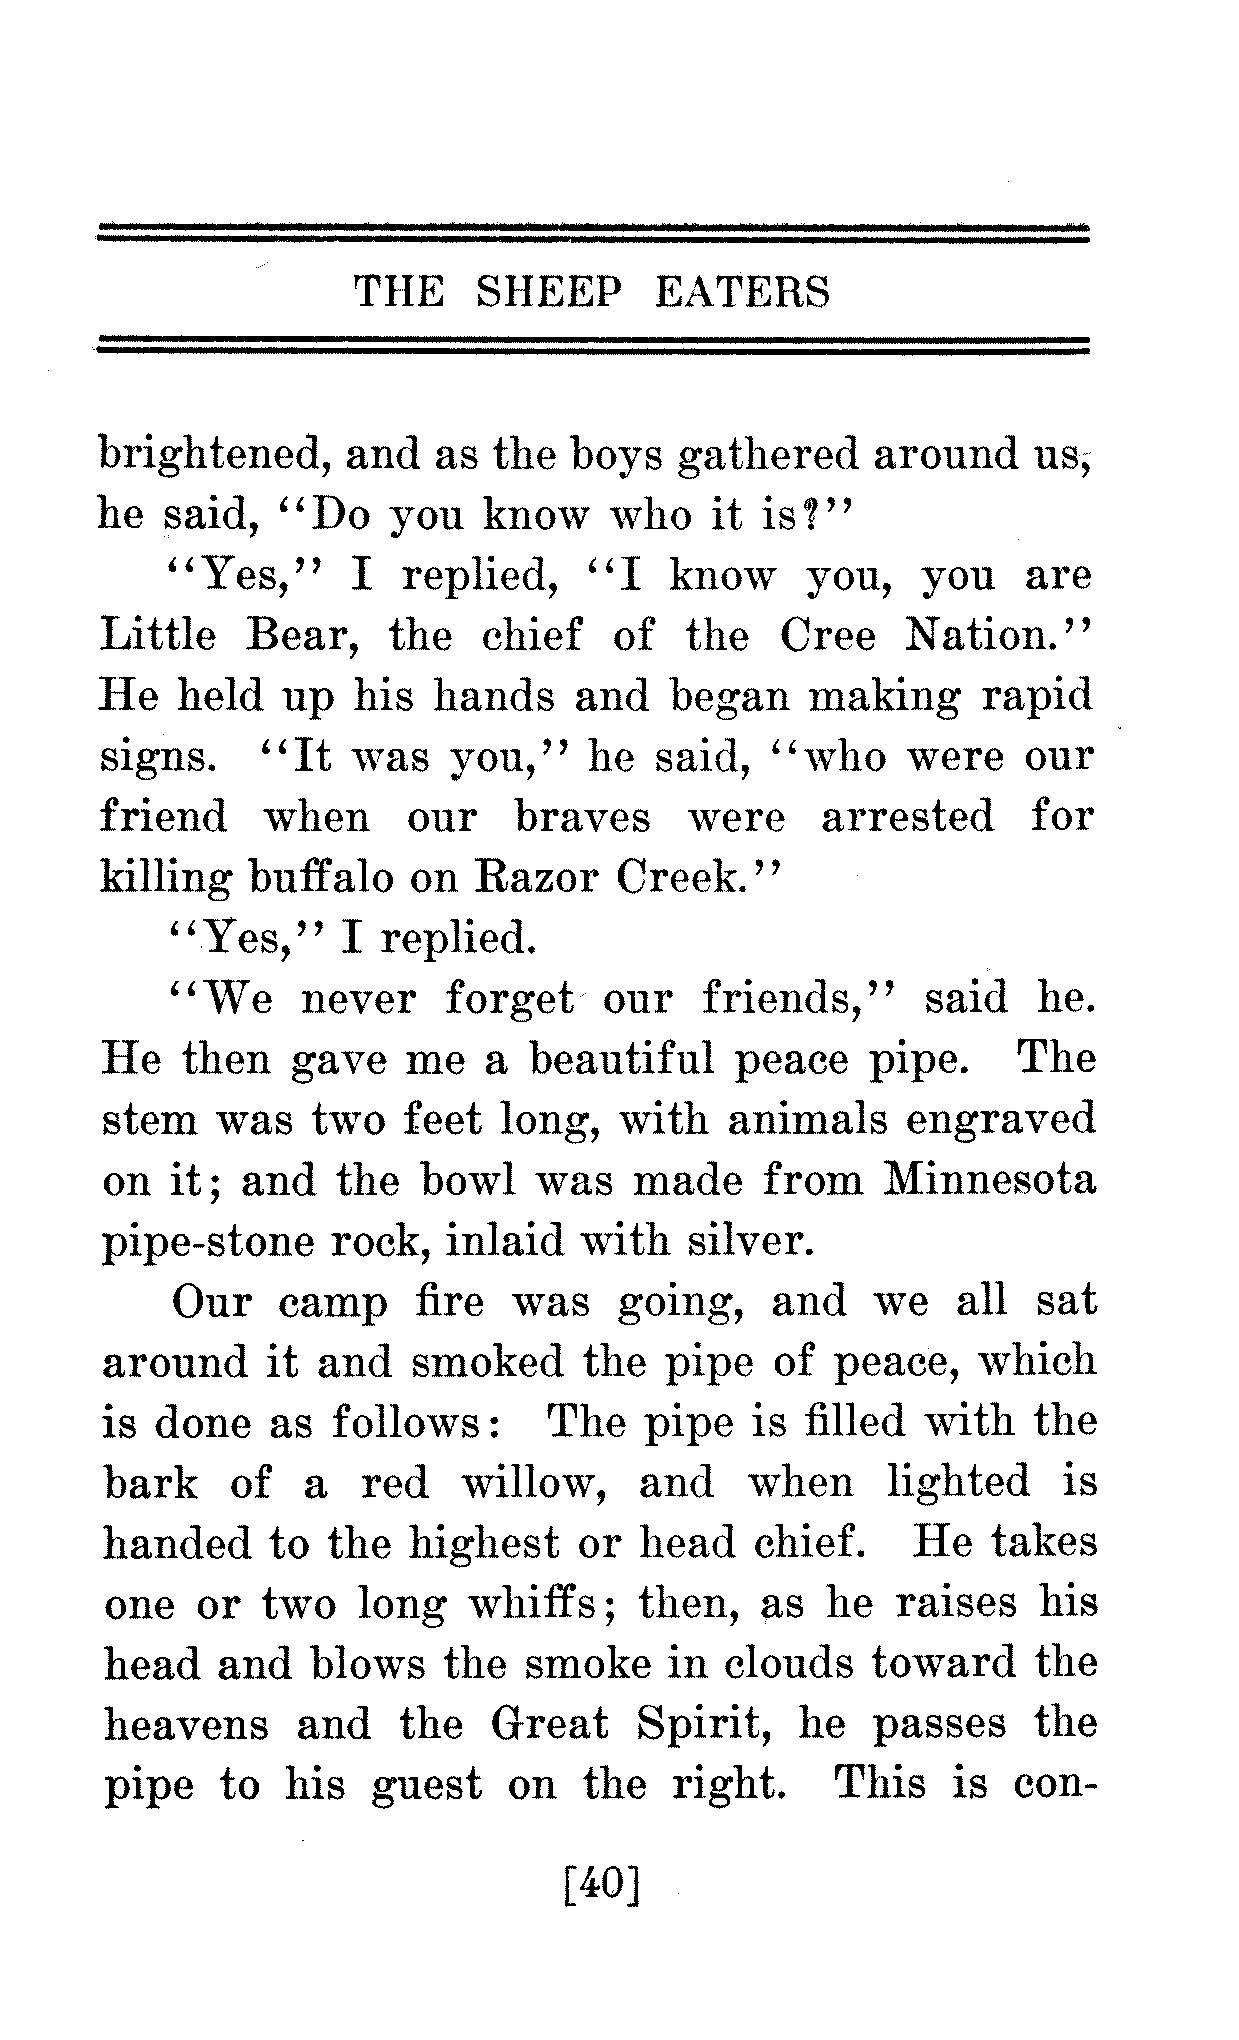 THE SHEEP EATERS
brightened, and as the boys gathered around us,
he said, "Do you know who it is?"
"Yes," I replied, "I know you, you are
Little Bear, the chief of the Cree Nation."
He held up his hands and began making rapid
signs. "It was you," he said, "who were our
friend when our braves were arrested for
killing buffalo on Razor Creek."
"Yes," I replied.
"We never forget our friends," said he.
He then gave me a beautiful peace pipe. The
stem was two feet long, with animals engraved
on it; and the bowl was made from Minnesota
pipe-stone rock, inlaid with silver.
Our camp fire was going, and we all sat
around it and smoked the pipe of peace, which
is done as follows: The pipe is filled with the
bark of a red willow, and when lighted is
handed to the highest or head chief. He takes
one or two long whiffs; then, as he raises his
head and blows the smoke in clouds toward the
heavens and the Great Spirit, he passes the
pipe to his guest on the right. This is con-
[40]